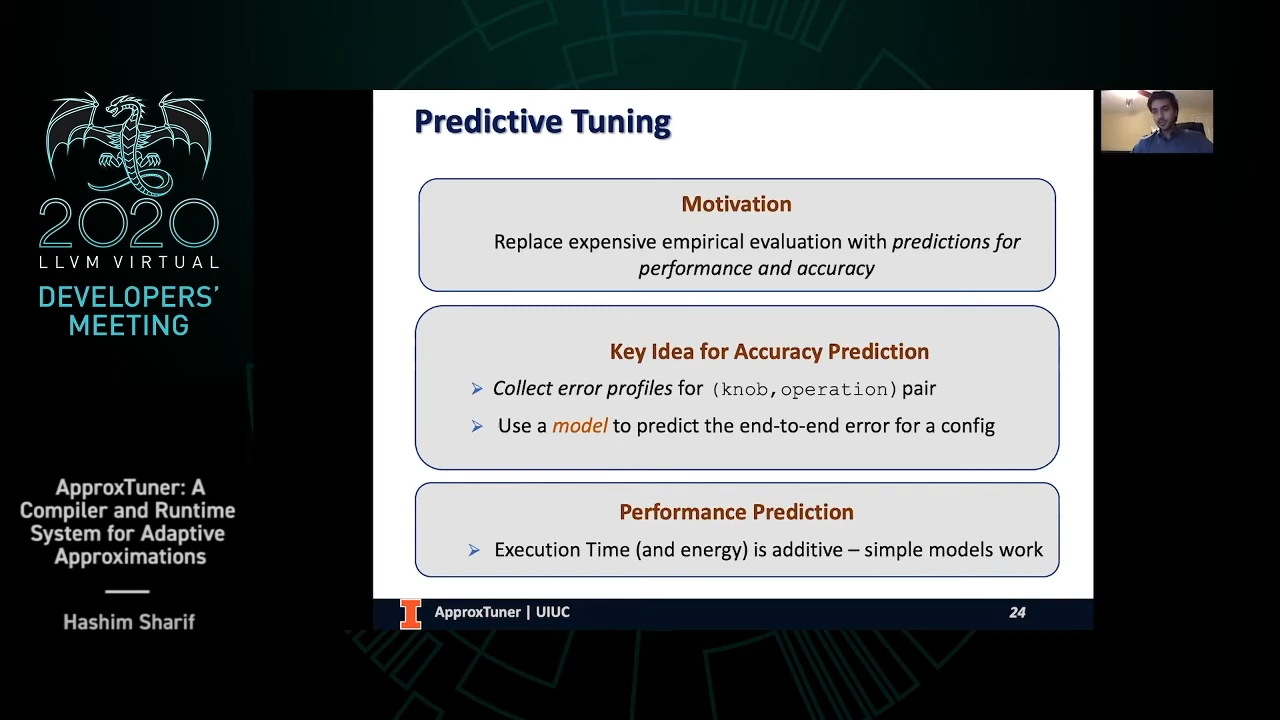 2020
LLVM VIRTUAL
DEVELOPERS'
MEETING
ApproxTuner: A
Compiler and Runtime
System for Adaptive
Approximations
Hashim Sharif
Predictive Tuning
Motivation
Replace expensive empirical evaluation with predictions for
performance and accuracy
Key Idea for Accuracy Prediction
➢ Collect error profiles for (knob,operation) pair
➢ Use a model to predict the end-to-end error for a config
Performance Prediction
➢ Execution Time (and energy) is additive – simple models work
ApproxTuner | UIUC
24